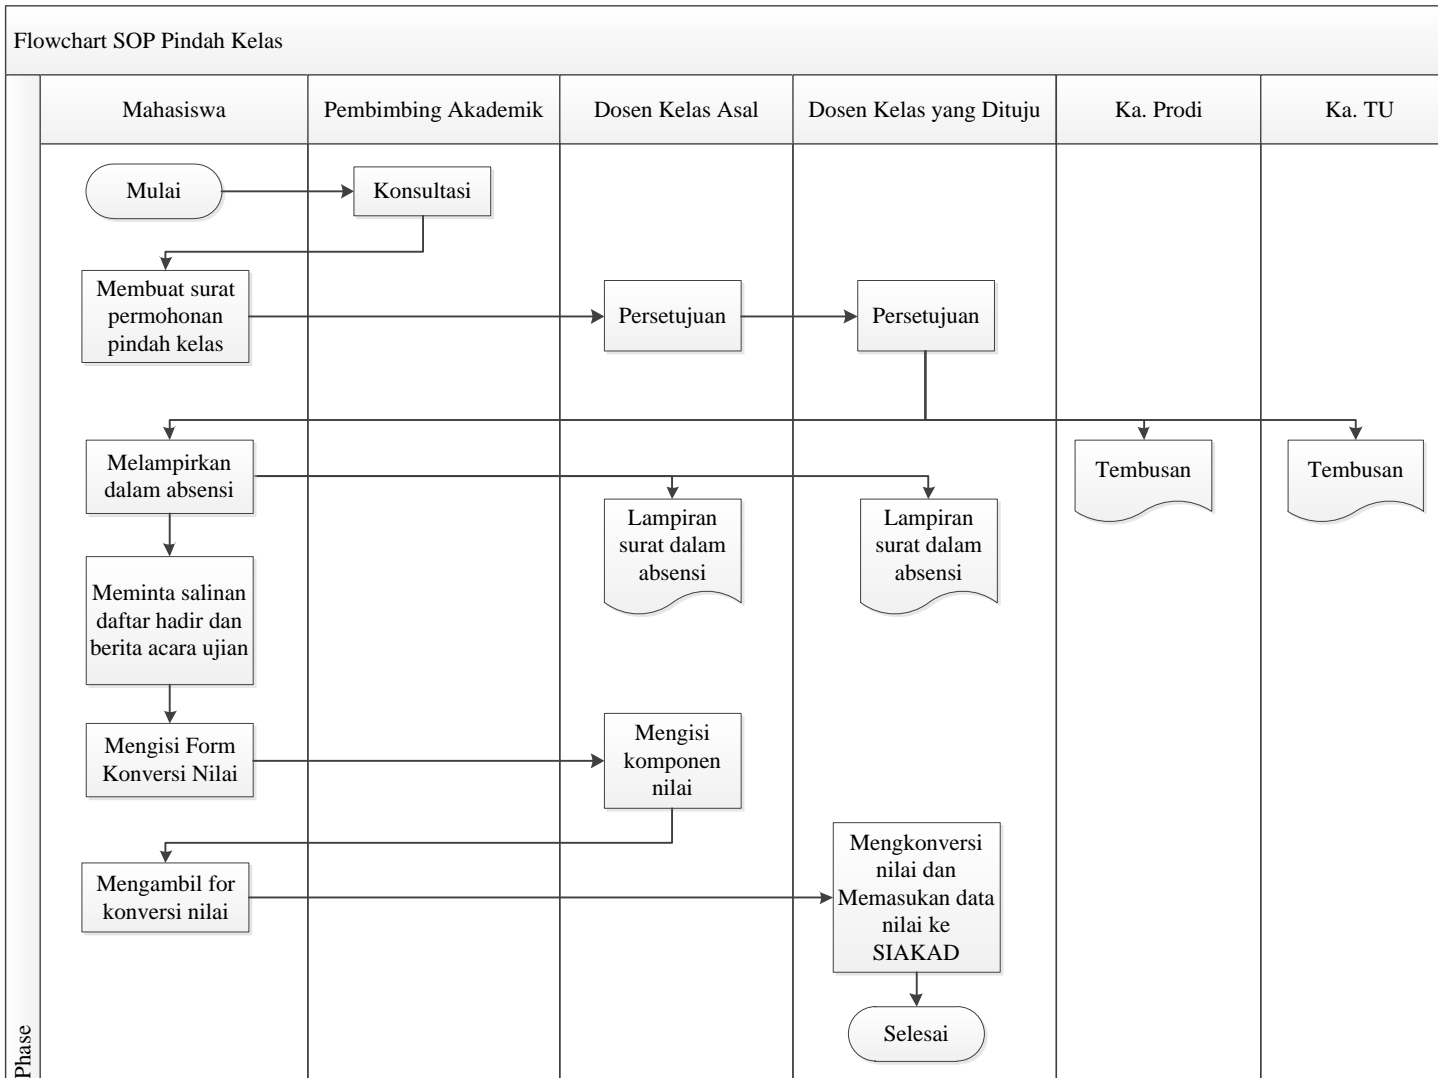 Flowchart SOP Pindah Kelas
Mahasiswa
Pembimbing Akademik
Dosen Kelas Asal
Dosen Kelas yang Dituju
Ka. Prodi
Ka. TU
Mulai
Konsultasi
Membuat surat
permohonan
pindah kelas
Persetujuan
Persetujuan
Melampirkan
dalam absensi
Tembusan
Tembusan
Lampiran
surat dalam
absensi
Lampiran
surat dalam
absensi
Meminta salinan
daftar hadir dan
berita acara ujian
Mengisi Form
Konversi Nilai
Mengisi
komponen
nilai
Mengambil for
konversi nilai
Mengkonversi
nilai dan
Memasukan data
nilai ke
SIAKAD
Selesai
Phase